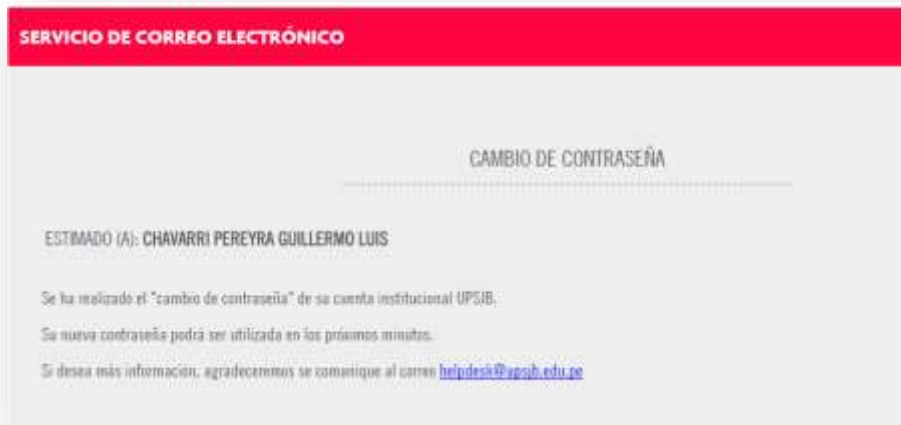 SERVICIO DE CORREO ELECTRÓNICO
CAMBIO DE CONTRASEÑA
ESTIMADO (A): CHAVARRI PEREYRA GUILLERMO LUIS
Se ha realizado el "cambio de contraseña" de su cuenta institucional UPSJB.
Su nueva contraseña podrá ser utilizada en los próximos minutos.
Si desea más información, agradeceremos se comunique al correo helpdesk@upsjb.edu.pe